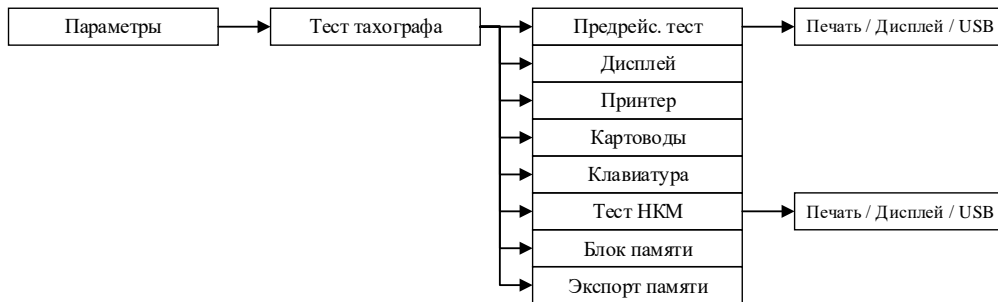 Параметры
Тест тахографа
Предрейс. тест
Печать / Дисплей / USB
Дисплей
Принтер
Картоводы
Клавиатура
Тест НКМ
Печать / Дисплей / USB
Блок памяти
Экспорт памяти